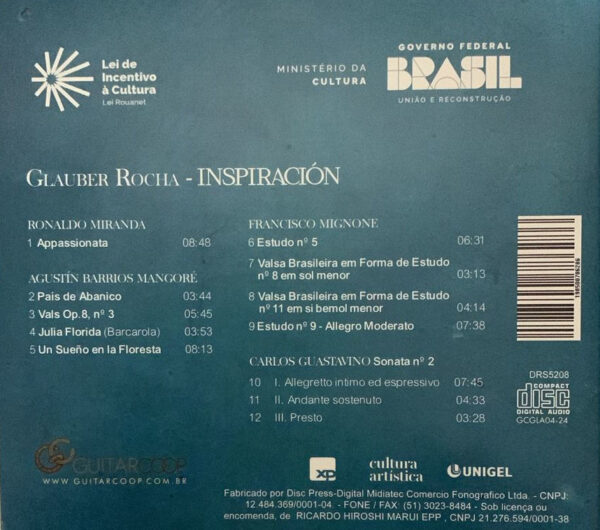 Lei de
Incentivo
à Cultura
Lei Rouanet
MINISTÉRIO DA
CULTURA
GOVERNO FEDERAL
BRASIL
UNIÃO E RECONSTRUÇÃO
GLAUBER ROCHA - INSPIRACIÓN
RONALDO MIRANDA
1 Appassionata 08:48
AGUSTÍN BARRIOS MANGORÉ
2 Pais de Abanico 03:44
3 Vals Op.8, nº 3 05:45
4 Julia Florida (Barcarola) 03:53
5 Un Sueño en la Floresta 08:13
FRANCISCO MIGNONE
6 Estudo nº 5 06:31
7 Valsa Brasileira em Forma de Estudo
nº 8 em sol menor 03:13
8 Valsa Brasileira em Forma de Estudo
nº 11 em si bemol menor 04:14
9 Estudo nº 9 - Allegro Moderato 07:38
CARLOS GUASTAVINO Sonata nº 2
10 I. Allegretto intimo ed espressivo 07:45
11 II. Andante sostenuto 04:33
12 III. Presto 03:28
DRS5208
COMPACT
disc
DIGITAL AUDIO
GCGLA04-24
GUITARCOOP
WWW.GUITARCOOP.COM.BR
XP
cultura
artística
UNIGEL
Fabricado por Disc Press-Digital Midiatec Comercio Fonografico Ltda. - CNPJ:
12.484.369/0001-04. - FONE / FAX: (51) 3023-8484 - Sob licença ou
encomenda, de RICARDO HIROSHI MARUI EPP , CNPJ 21.276.594/0001-38